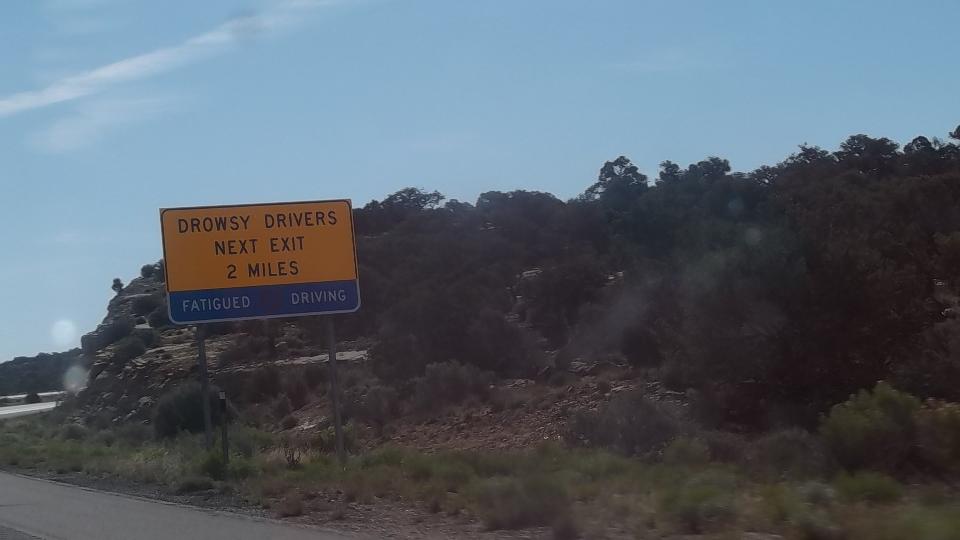 DROWSY DRIVERS
NEXT EXIT
2 MILES
FATIGUED DRIVING